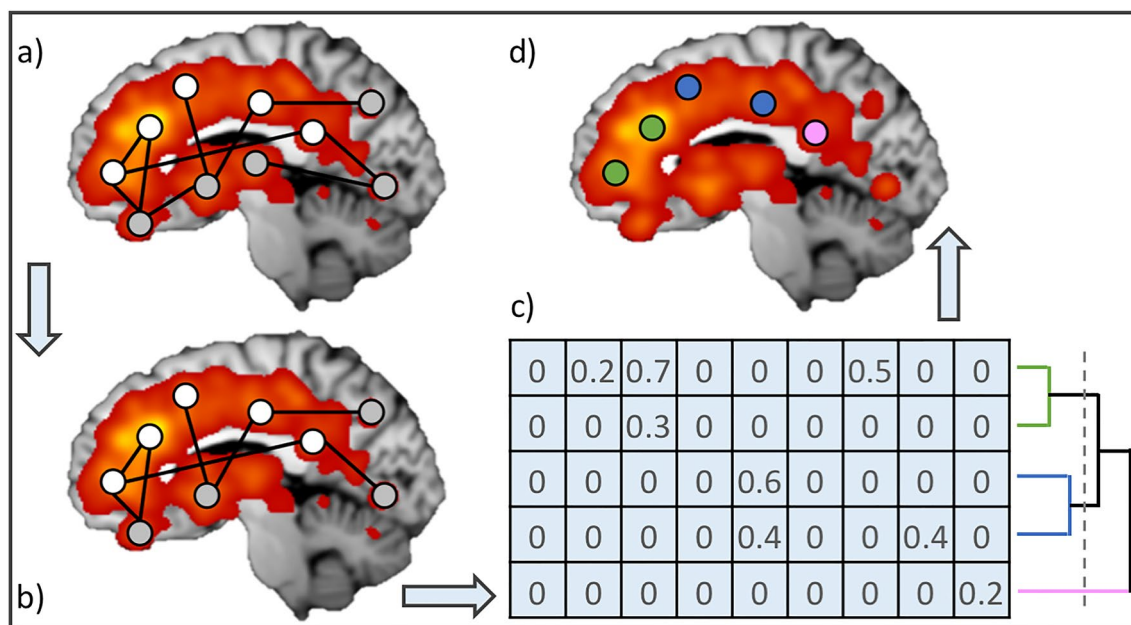 a)
d)
c)
0 0.2 0.7 0 0 0 0.5 0 0
0 0 0.3 0 0 0 0 0 0
0 0 0 0 0.6 0 0 0 0
0 0 0 0 0.4 0 0 0.4 0
0 0 0 0 0 0 0 0 0.2
b)